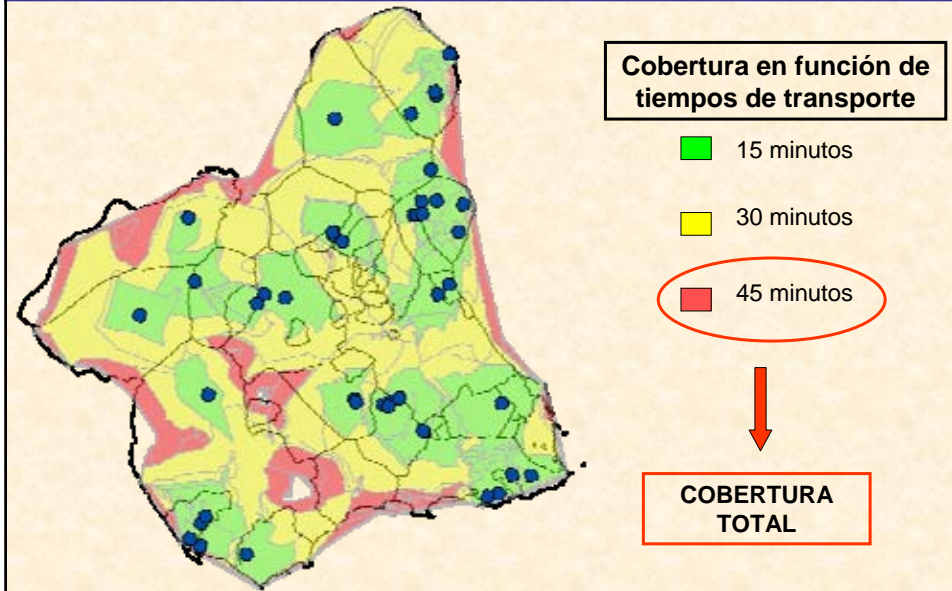 Cobertura en función de
tiempos de transporte
15 minutos
30 minutos
45 minutos
COBERTURA
TOTAL